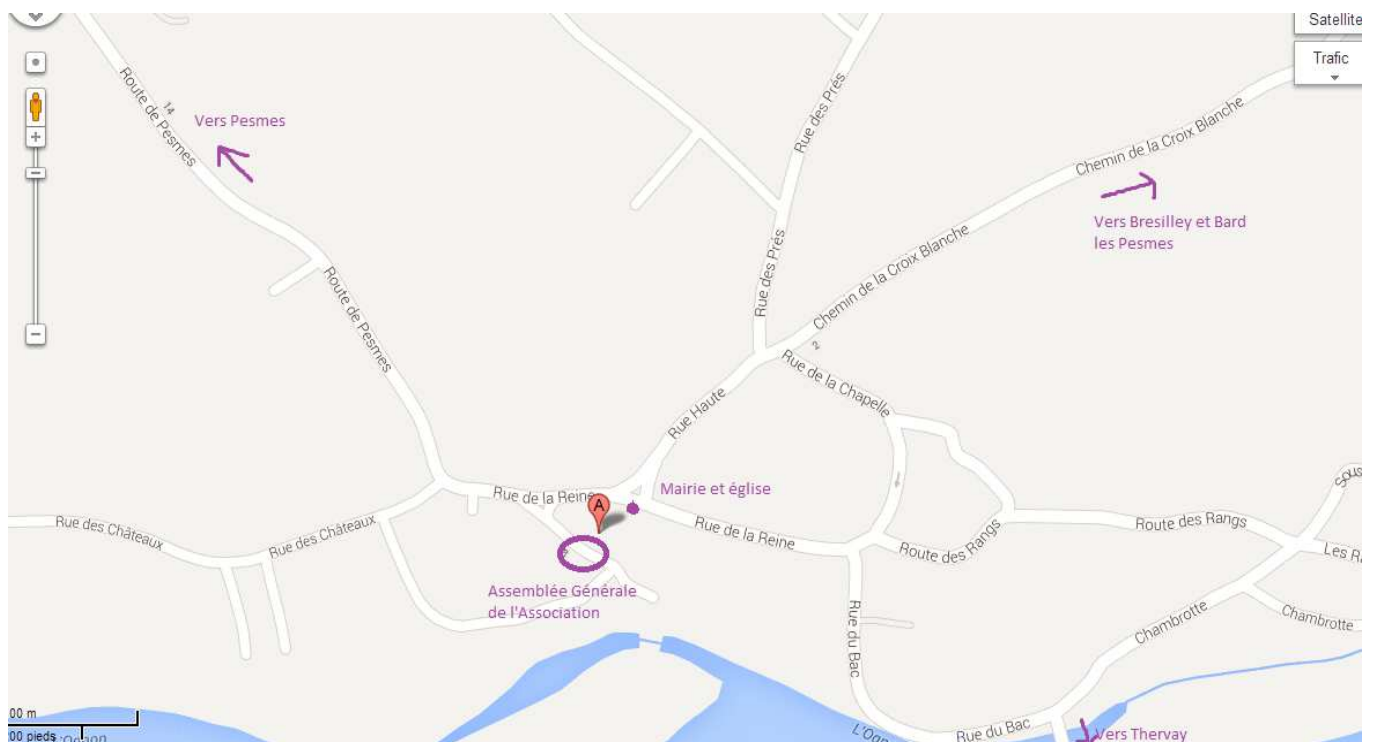 Satellite
Trafic
Route de Pesmes
14
Vers Pesmes
Rue des Prés
Chemin de la Croix Blanche
Vers Bresilley et Bard
les Pesmes
Rue des Prés
Chemin de la Croix Blanche
Route de Pesmes
2
Rue de la Chapelle
Rue Haute
Mairie et église
Rue de la Reine
A
Rue des Châteaux
Rue des Châteaux
Rue de la Reine
Route des Rangs
Route des Rangs
Sous
Les R
Assemblée Générale
de l'Association
Rue du Bac
Chambrotte
Chambrotte
00 m
00 pieds
L'Ognon
L'Ogn
Rue du Bac
Vers Thervay